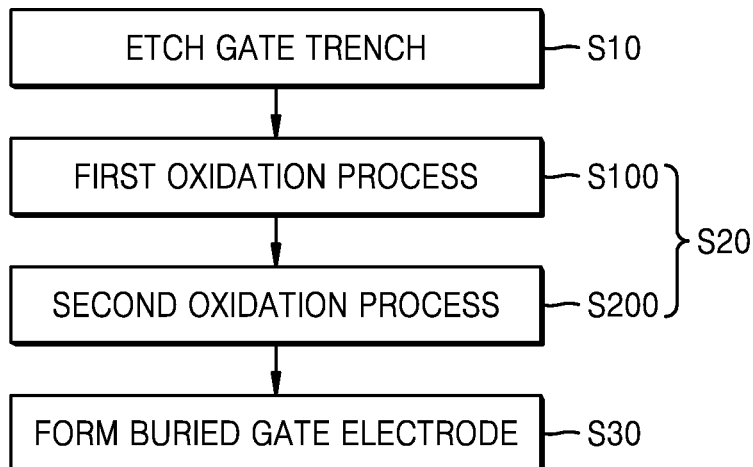 ETCH GATE TRENCH S10
FIRST OXIDATION PROCESS S100
S20
SECOND OXIDATION PROCESS S200
FORM BURIED GATE ELECTRODE S30